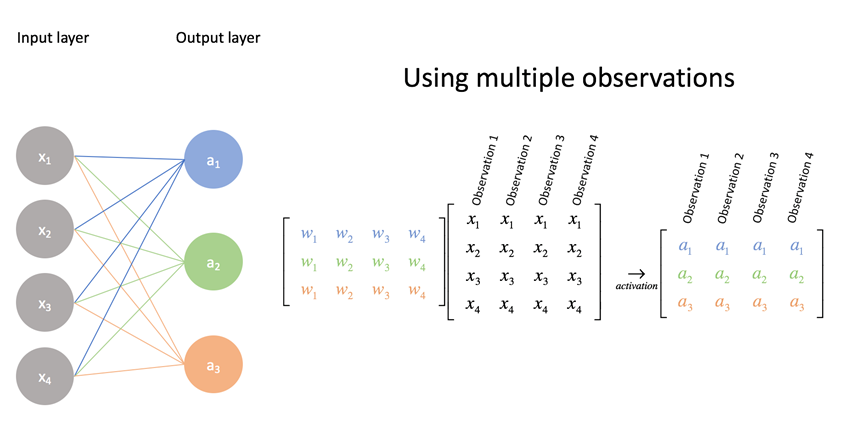 Input layer
Output layer
Using multiple observations
x1
x2
x3
x4
a1
a2
a3
w1 w2 w3 w4
w1 w2 w3 w4
w1 w2 w3 w4
Observation 1
Observation 2
Observation 3
Observation 4
x1 x1 x1 x1
x2 x2 x2 x2
x3 x3 x3 x3
x4 x4 x4 x4
→
activation
Observation 1
Observation 2
Observation 3
Observation 4
a1 a1 a1 a1
a2 a2 a2 a2
a3 a3 a3 a3